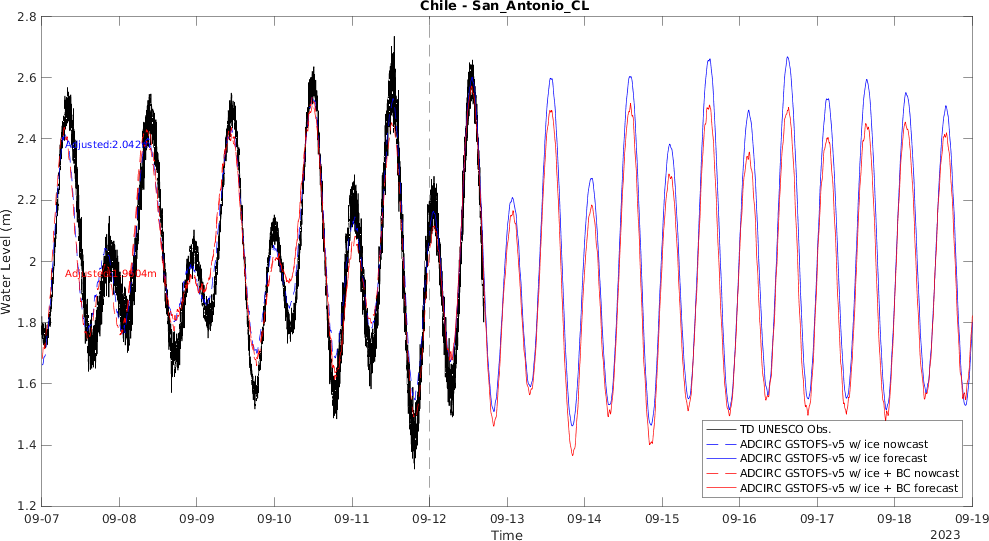 Chile - San_Antonio_CL
2.8
2.6
2.4
2.2
2
1.8
1.6
1.4
1.2
Water Level (m)
TD UNESCO Obs.
ADCIRC GSTOFS-v5 w/ ice nowcast
ADCIRC GSTOFS-v5 w/ ice forecast
ADCIRC GSTOFS-v5 w/ ice + BC nowcast
ADCIRC GSTOFS-v5 w/ ice + BC forecast
09-07 09-08 09-09 09-10 09-11 09-12 09-13 09-14 09-15 09-16 09-17 09-18 09-19
Time
2023